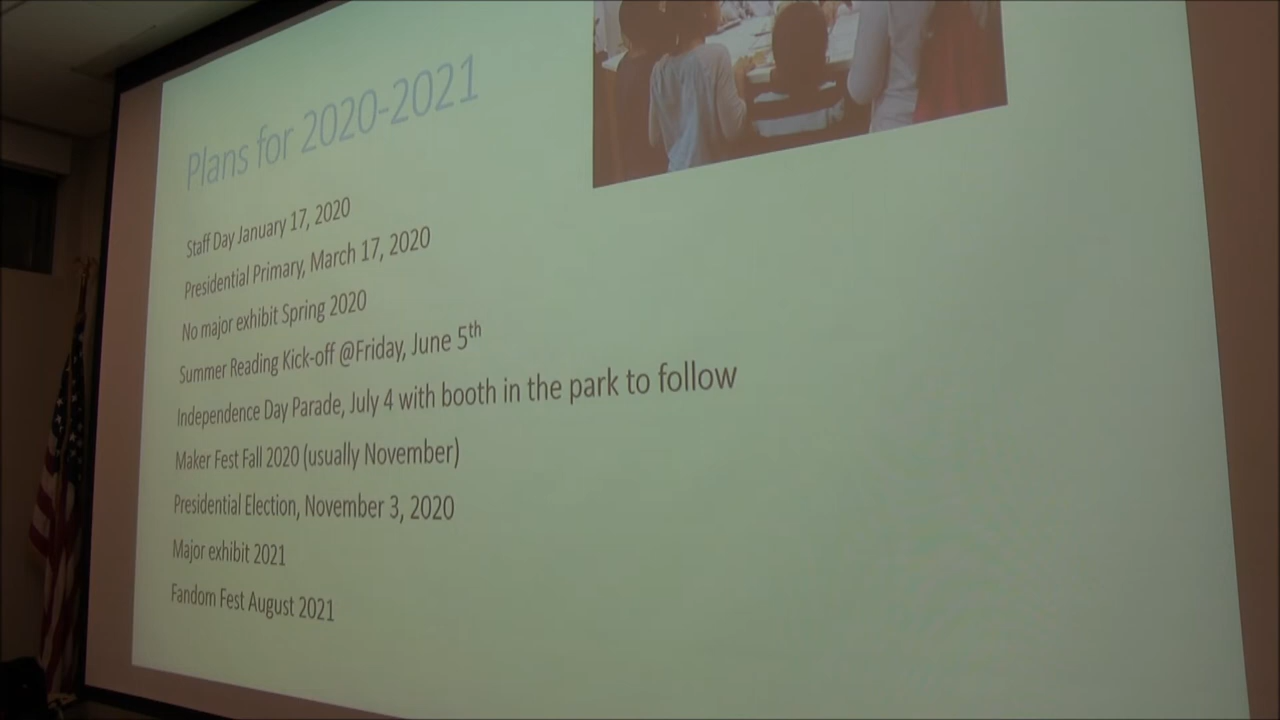 Plans for 2020-2021
Staff Day January 17, 2020
Presidential Primary, March 17, 2020
No major exhibit Spring 2020
Summer Reading Kick-off @Friday, June 5th
Independence Day Parade, July 4 with booth in the park to follow
Maker Fest Fall 2020 (usually November)
Presidential Election, November 3, 2020
Major exhibit 2021
Fandom Fest August 2021